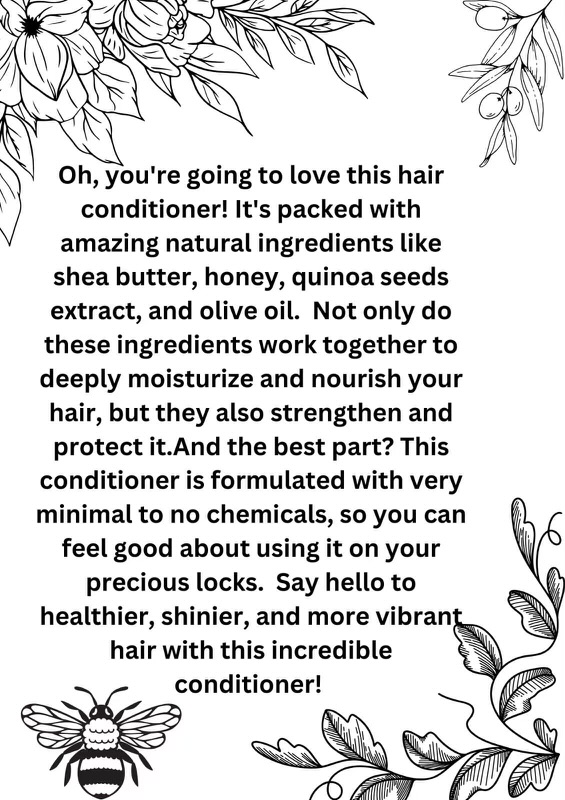 Oh, you're going to love this hair
conditioner! It's packed with
amazing natural ingredients like
shea butter, honey, quinoa seeds
extract, and olive oil.  Not only do
these ingredients work together to
deeply moisturize and nourish your
hair, but they also strengthen and
protect it.And the best part? This
conditioner is formulated with very
minimal to no chemicals, so you can
feel good about using it on your
precious locks.  Say hello to
healthier, shinier, and more vibrant
hair with this incredible
conditioner!